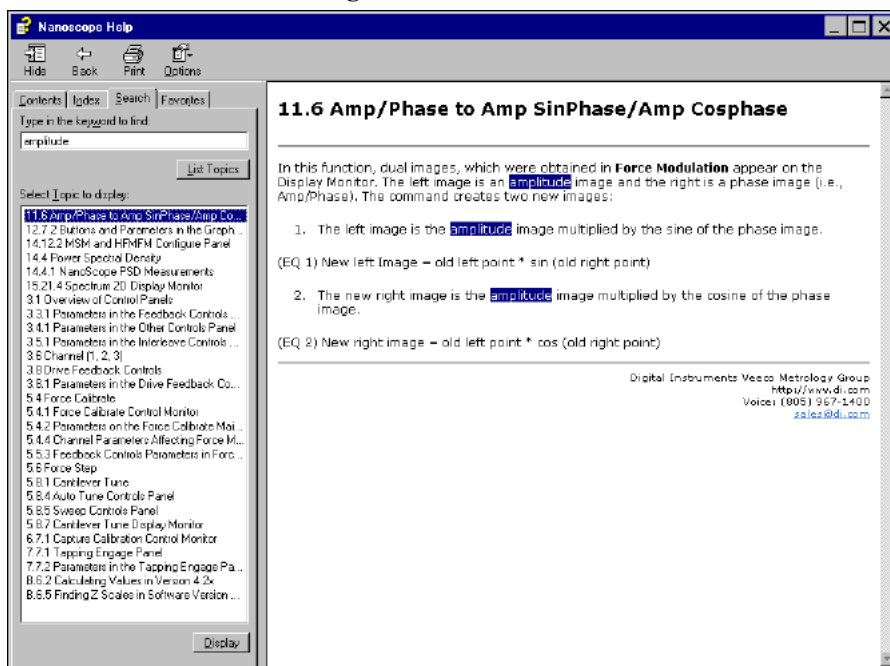 Nanoscope Help
Hide Back Print Options
Contents Index Search Favorites
Type in the keyword to find:
amplitude
List Topics
Select Topic to display:
11.6 Amp/Phase to Amp SinPhase/Amp Co...
12.7.2 Buttons and Parameters in the Graph...
14.12.2 MSM and HFMFM Configure Panel
14.4 Power Spectral Density
14.4.1 NanoScope PSD Measurements
15.21.4 Spectrum 2D Display Monitor
3.1 Overview of Control Panels
3.3.1 Parameters in the Feedback Controls ...
3.4.1 Parameters in the Other Controls Panel
3.5.1 Parameters in the Interleave Controls ...
3.6 Channel (1, 2, 3)
3.8 Drive Feedback Controls
3.8.1 Parameters in the Drive Feedback Co...
5.4 Force Calibrate
5.4.1 Force Calibrate Control Monitor
5.4.2 Parameters on the Force Calibrate Mai...
5.4.4 Channel Parameters Affecting Force M...
5.5.3 Feedback Controls Parameters in Forc...
5.6 Force Step
5.8.1 Cantilever Tune
5.8.4 Auto Tune Controls Panel
5.8.5 Sweep Controls Panel
5.8.7 Cantilever Tune Display Monitor
6.7.1 Capture Calibration Control Monitor
7.7.1 Tapping Engage Panel
7.7.2 Parameters in the Tapping Engage Pa...
B.6.2 Calculating Values in Version 4.2x
B.6.5 Finding Z Scales in Software Version ...
Display
11.6 Amp/Phase to Amp SinPhase/Amp Cosphase
In this function, dual images, which were obtained in Force Modulation appear on the
Display Monitor. The left image is an amplitude image and the right is a phase image (i.e.,
Amp/Phase). The command creates two new images:
1. The left image is the amplitude image multiplied by the sine of the phase image.
(EQ 1) New left Image = old left point * sin (old right point)
2. The new right image is the amplitude image multiplied by the cosine of the phase
image.
(EQ 2) New right image = old left point * cos (old right point)
Digital Instruments Veeco Metrology Group
http://www.di.com
Voice: (805) 967-1400
sales@di.com